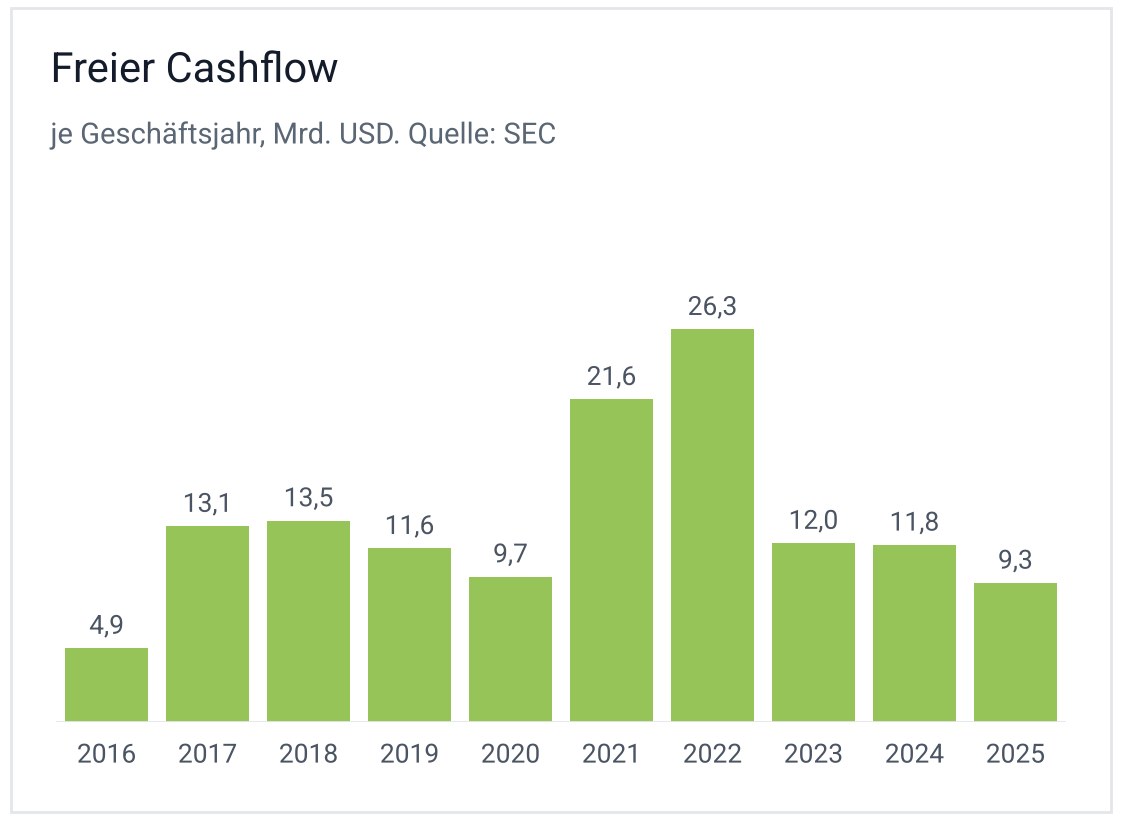 Freier Cashflow
je Geschäftsjahr, Mrd. USD. Quelle: SEC
26,3
21,6
13,1 13,5
11,6
12,0 11,8
9,7
9,3
4,9
2016 2017 2018 2019 2020 2021 2022 2023 2024 2025